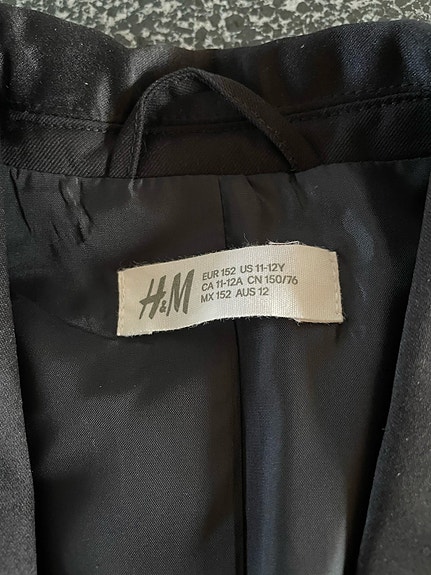 H&M
EUR 152 US 11-12Y
CA 11-12A CN 150/76
MX 152 AUS 12